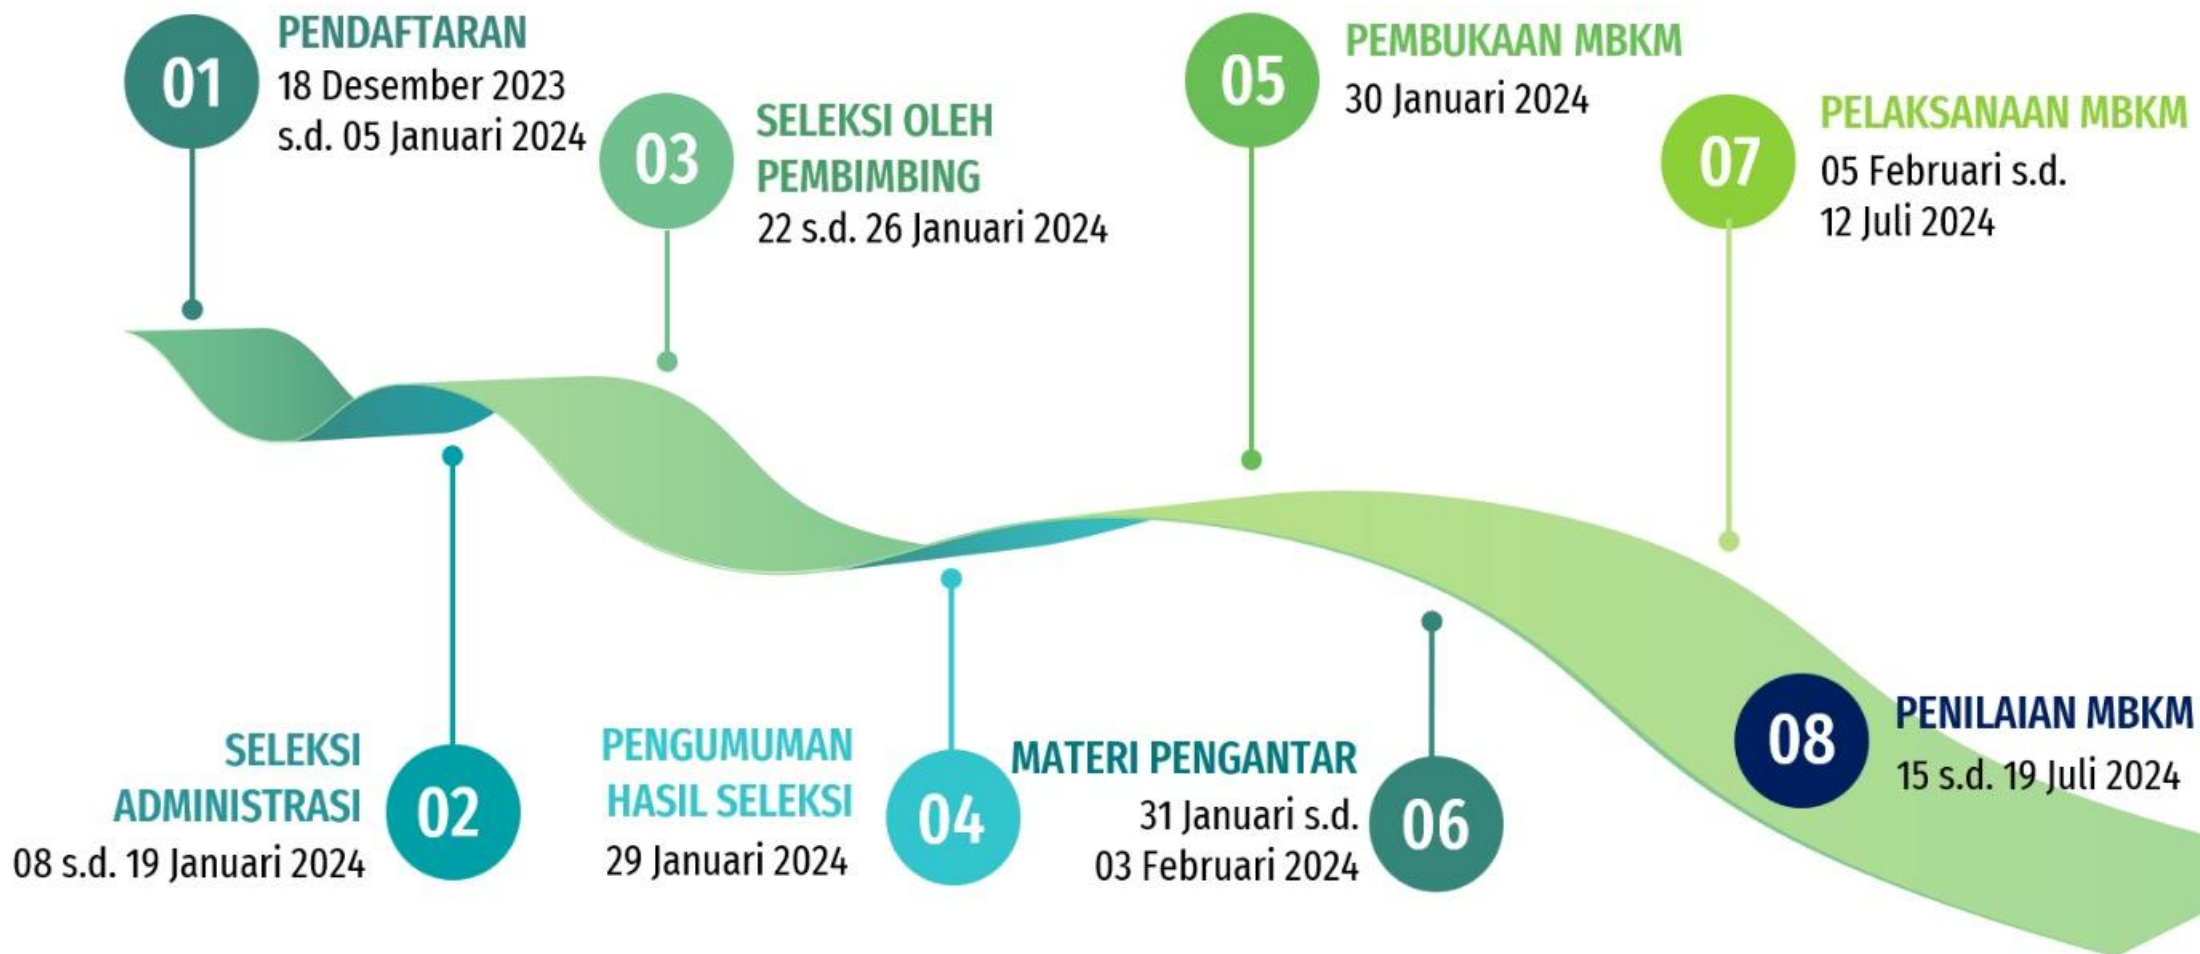 01
PENDAFTARAN
18 Desember 2023
s.d. 05 Januari 2024
02
SELEKSI
ADMINISTRASI
08 s.d. 19 Januari 2024
03
SELEKSI OLEH
PEMBIMBING
22 s.d. 26 Januari 2024
04
PENGUMUMAN
HASIL SELEKSI
29 Januari 2024
05
PEMBUKAAN MBKM
30 Januari 2024
06
MATERI PENGANTAR
31 Januari s.d.
03 Februari 2024
07
PELAKSANAAN MBKM
05 Februari s.d.
12 Juli 2024
08
PENILAIAN MBKM
15 s.d. 19 Juli 2024